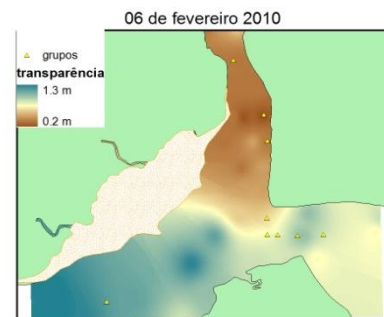 06 de fevereiro 2010
grupos
transparência
1.3 m
0.2 m